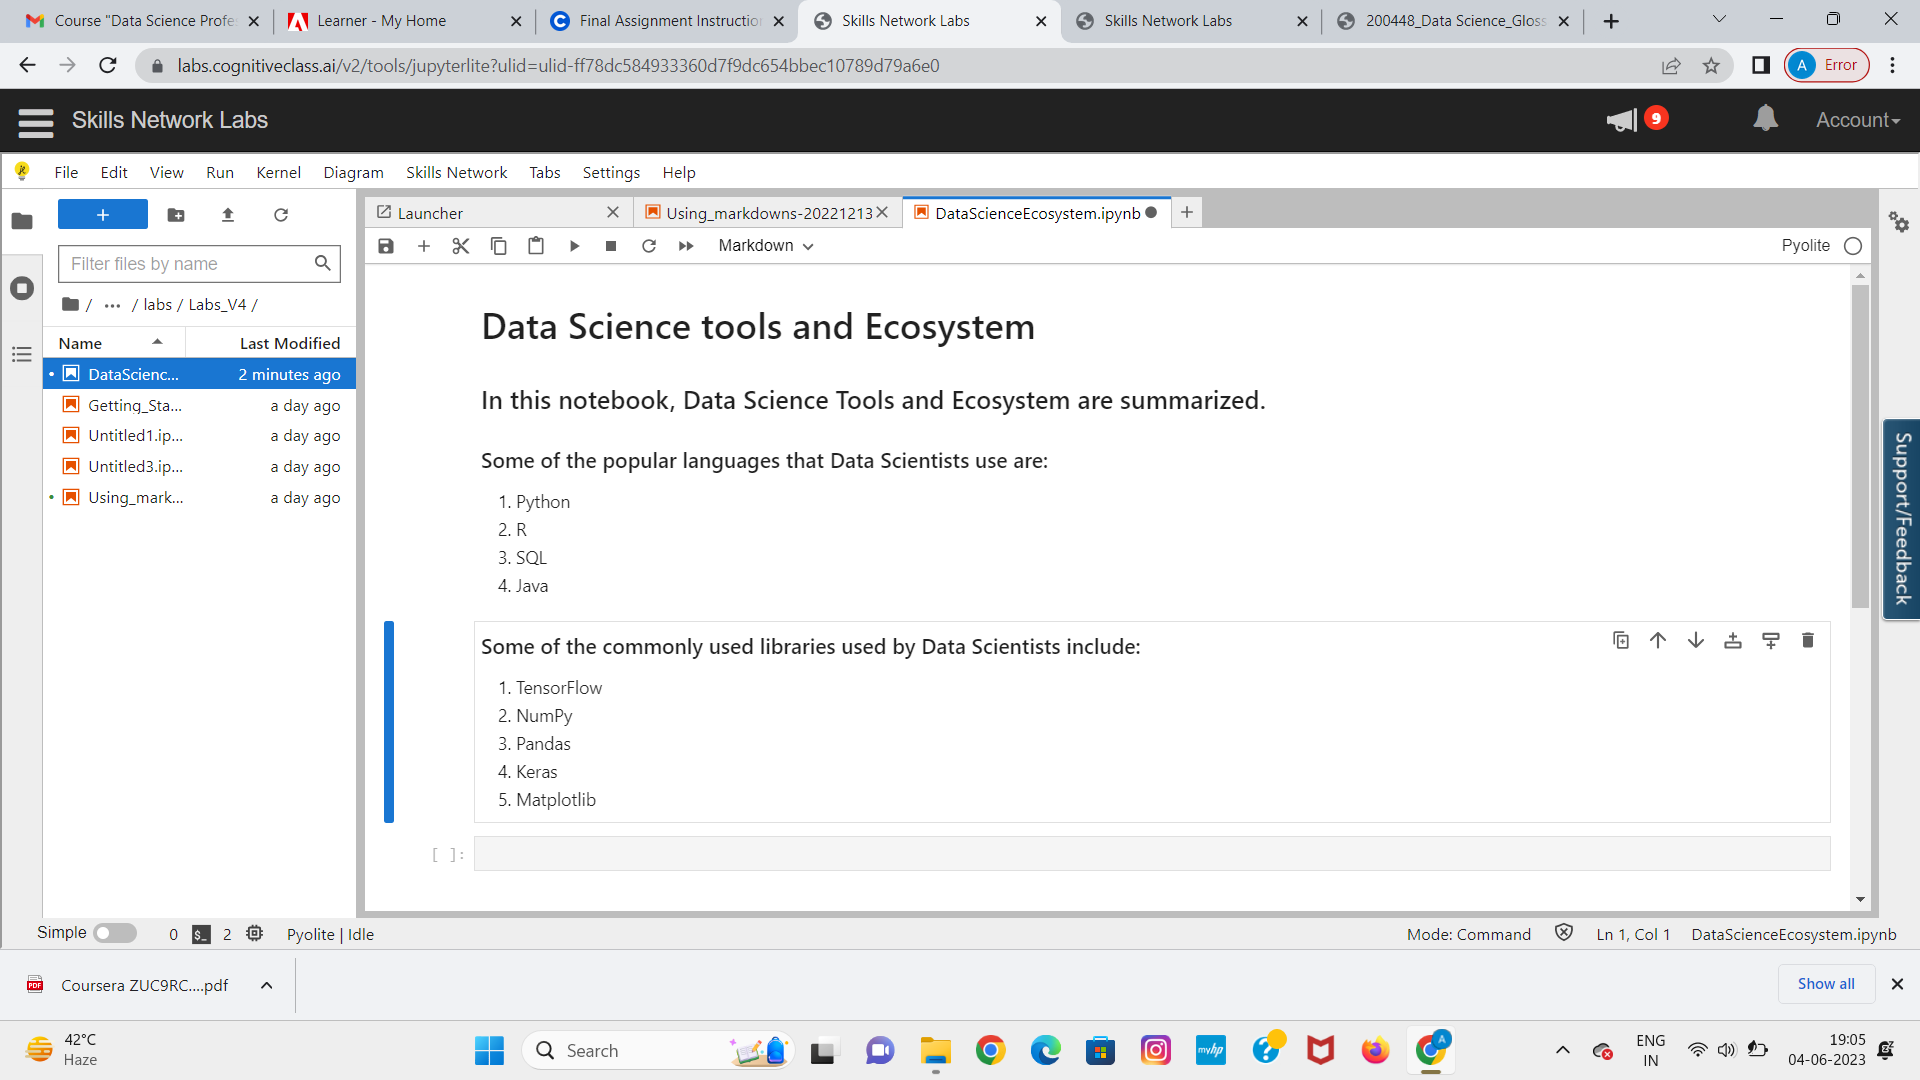 Course "Data Science Profe
Learner - My Home
Final Assignment Instruction
Skills Network Labs
Skills Network Labs
200448_Data Science_Gloss
labs.cognitiveclass.ai/v2/tools/jupyterlite?ulid=ulid-ff78dc584933360d7f9dc654bbec10789d79a6e0
A Error
Skills Network Labs
9
Account
File Edit View Run Kernel Diagram Skills Network Tabs Settings Help
Launcher
Using_markdowns-20221213
DataScienceEcosystem.ipynb
Filter files by name
Markdown
Pyolite
/ ... / labs / Labs_V4 /
Name Last Modified
DataScienc... 2 minutes ago
Getting_Sta... a day ago
Untitled1.ip... a day ago
Untitled3.ip... a day ago
Using_mark... a day ago
Data Science tools and Ecosystem
In this notebook, Data Science Tools and Ecosystem are summarized.
Some of the popular languages that Data Scientists use are:
1. Python
2. R
3. SQL
4. Java
Some of the commonly used libraries used by Data Scientists include:
1. TensorFlow
2. NumPy
3. Pandas
4. Keras
5. Matplotlib
[ ]:
Support/Feedback
Simple 0 $_ 2 Pyolite | Idle
Mode: Command Ln 1, Col 1 DataScienceEcosystem.ipynb
PDF Coursera ZUC9RC....pdf
Show all
42°C
Haze
Search
myhp
A
ENG
IN
19:05
04-06-2023